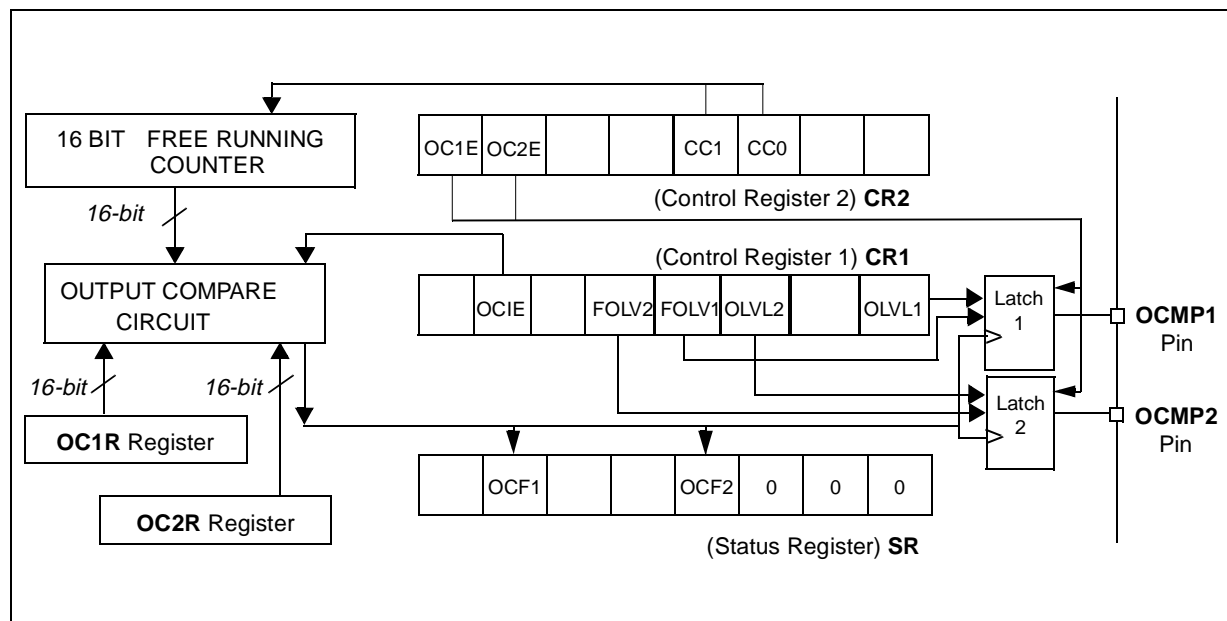 16 BIT FREE RUNNING
COUNTER
OC1E OC2E CC1 CC0
(Control Register 2) CR2
16-bit
(Control Register 1) CR1
OUTPUT COMPARE
CIRCUIT
OCIE FOLV2 FOLV1 OLVL2 OLVL1
Latch
1
OCMP1
Pin
16-bit
16-bit
Latch
2
OCMP2
Pin
OC1R Register
OCF1 OCF2 0 0 0
OC2R Register
(Status Register) SR